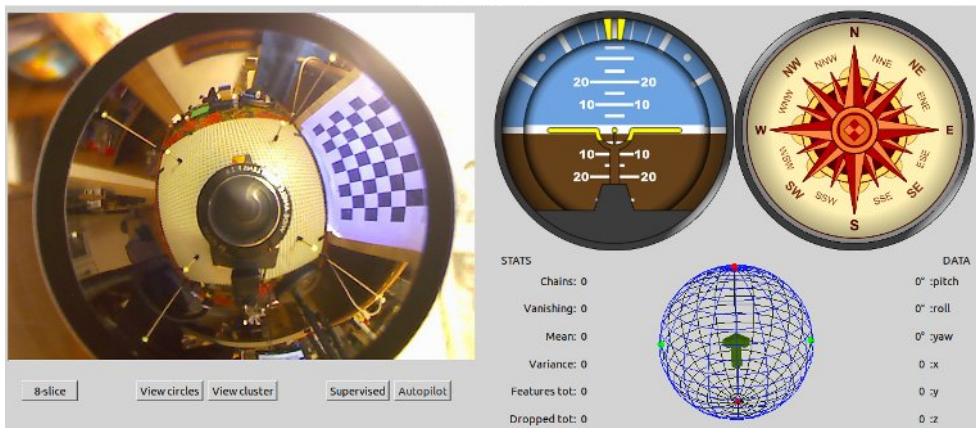 20 20
10 10
10 10
20 20
N
NNW NNE
NW NE
WNW ENE
W E
WSW ESE
SW SE
SSW SSE
S
STATS
Chains: 0
Vanishing: 0
Mean: 0
Variance: 0
Features tot: 0
Dropped tot: 0
DATA
0° :pitch
0° :roll
0° :yaw
0 :x
0 :y
0 :z
8-slice View circles View cluster Supervised Autopilot